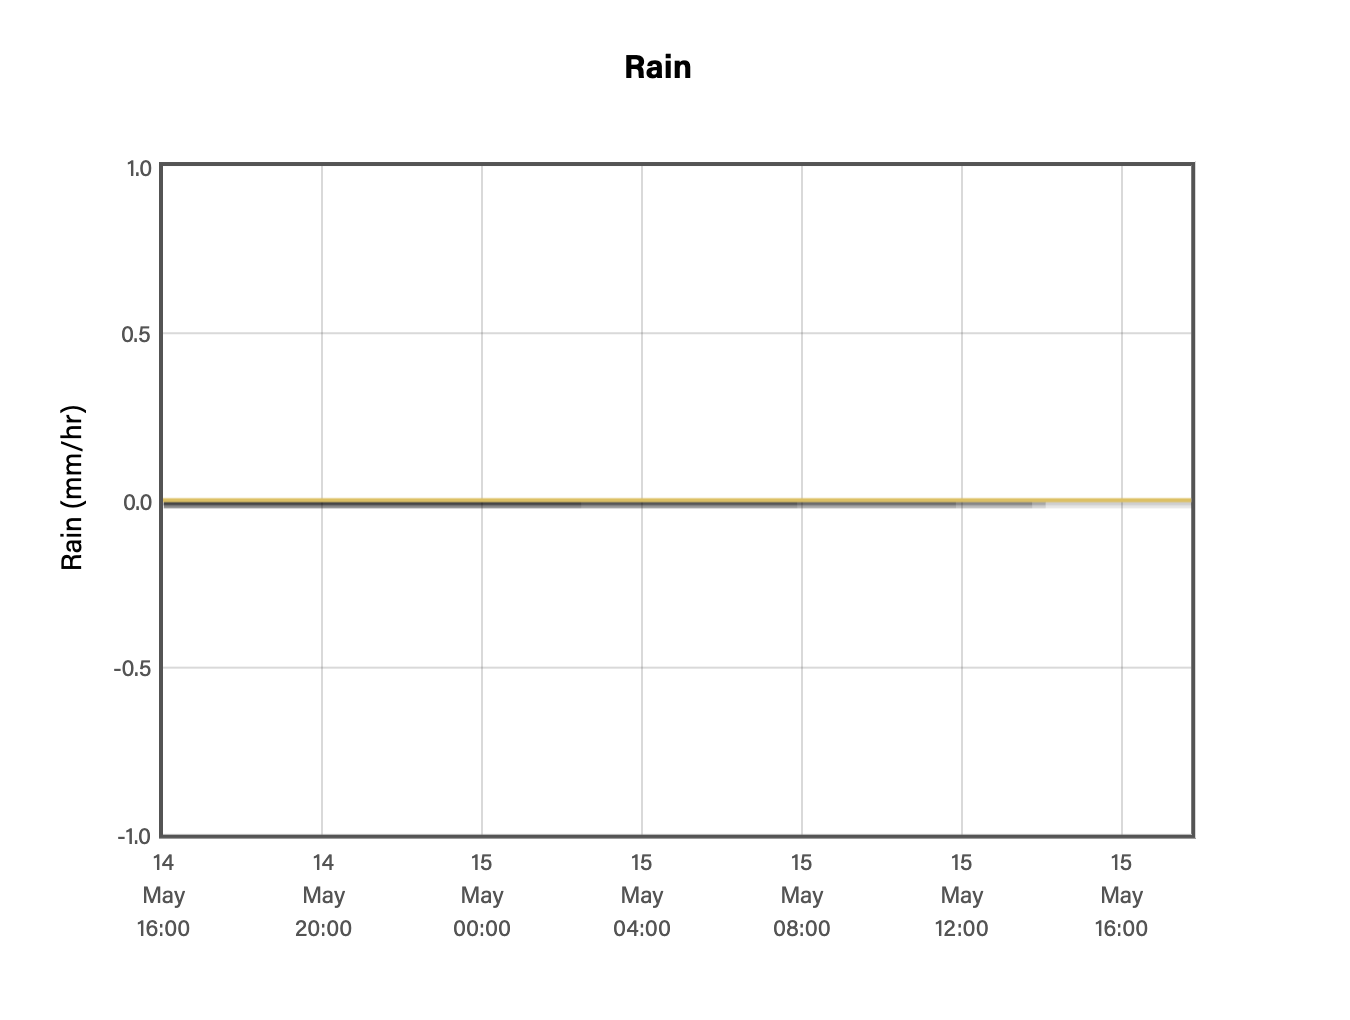 Rain
1.0
0.5
0.0
-0.5
-1.0
Rain (mm/hr)
14 May 16:00
14 May 20:00
15 May 00:00
15 May 04:00
15 May 08:00
15 May 12:00
15 May 16:00